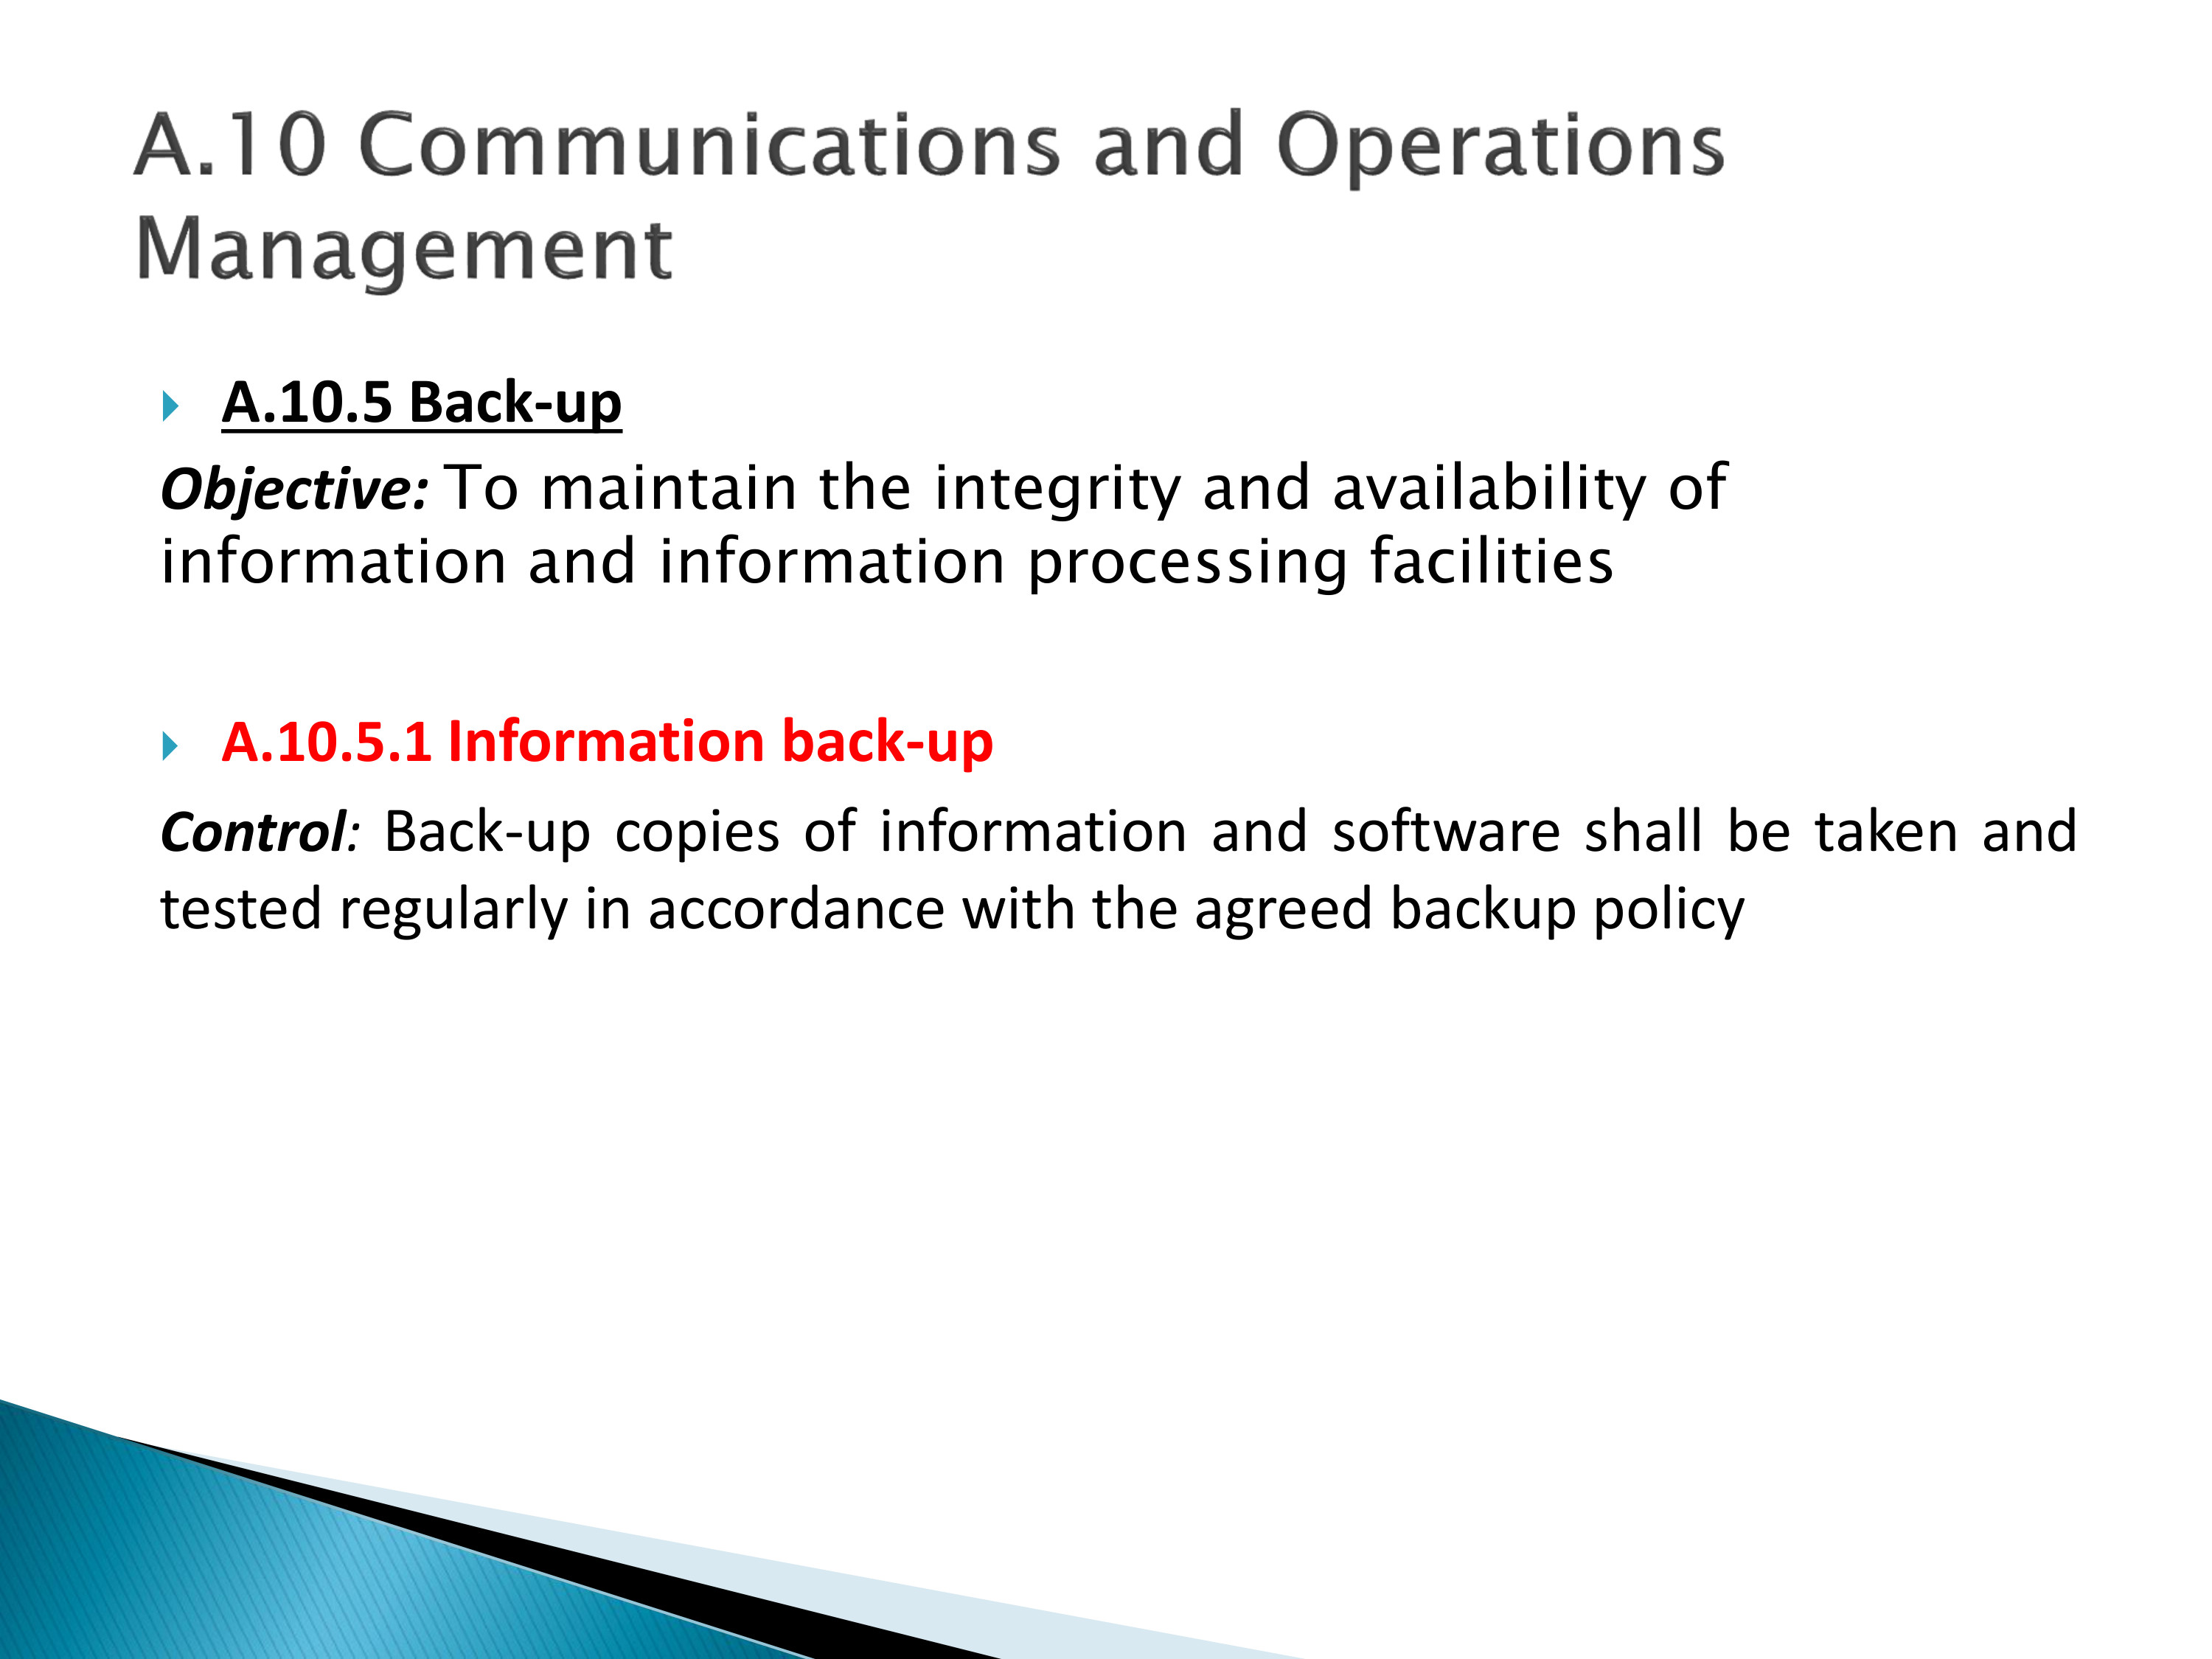 A.10 Communications and Operations
Management
A.10.5 Back-up
Objective: To maintain the integrity and availability of
information and information processing facilities
A.10.5.1 Information back-up
Control: Back-up copies of information and software shall be taken and
tested regularly in accordance with the agreed backup policy